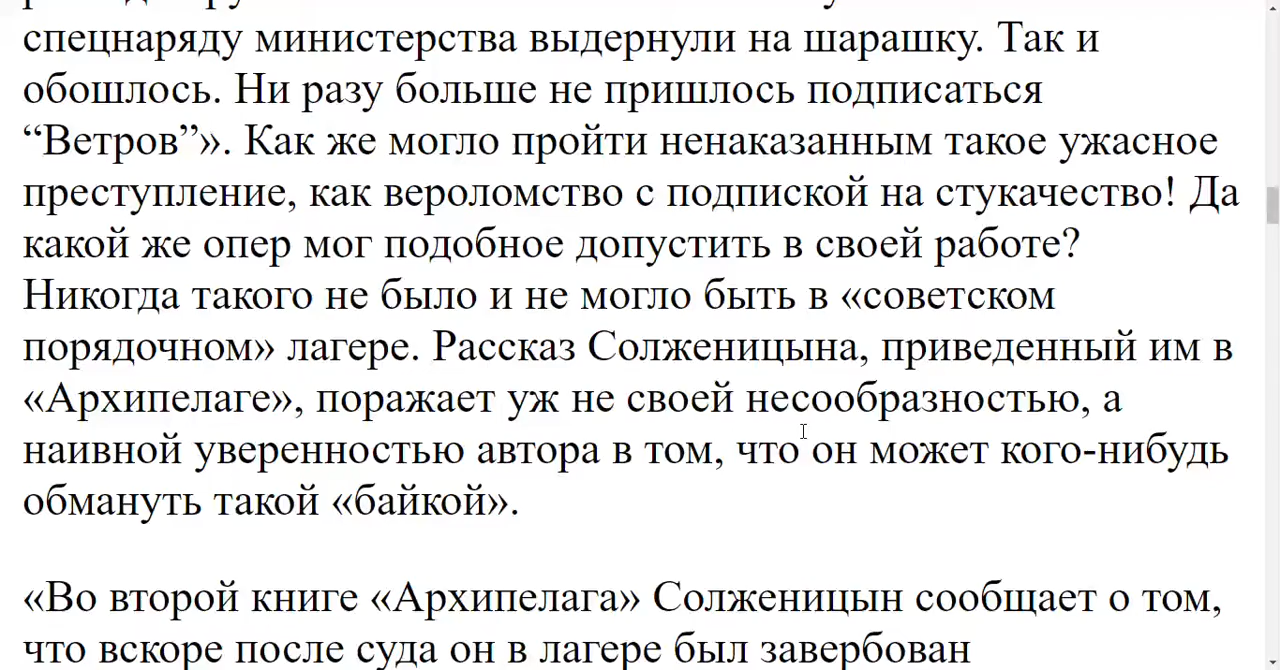 спецнаряду министерства выдернули на шарашку. Так и
обошлось. Ни разу больше не пришлось подписаться
“Ветров”». Как же могло пройти ненаказанным такое ужасное
преступление, как вероломство с подпиской на стукачество! Да
какой же опер мог подобное допустить в своей работе?
Никогда такого не было и не могло быть в «советском
порядочном» лагере. Рассказ Солженицына, приведенный им в
«Архипелаге», поражает уж не своей несообразностью, а
наивной уверенностью автора в том, что он может кого-нибудь
обмануть такой «байкой».
«Во второй книге «Архипелага» Солженицын сообщает о том,
что вскоре после суда он в лагере был завербован